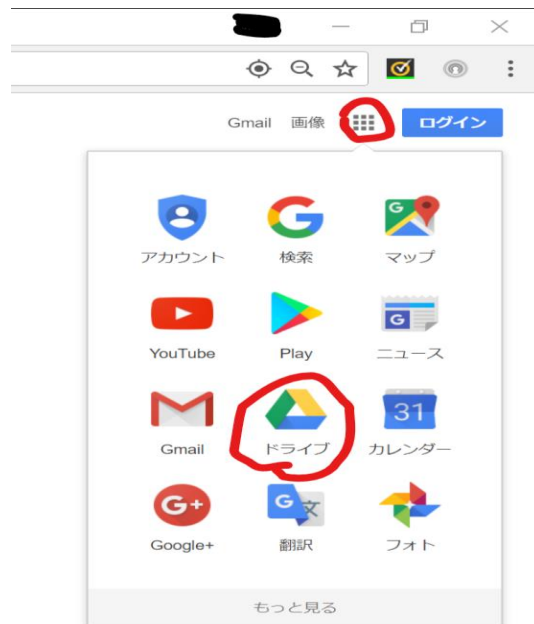 Gmail 画像 ログイン
アカウント 検索 マップ
YouTube Play ニュース
31
Gmail ドライブ カレンダー
G+
Google+ 翻訳 フォト
もっと見る